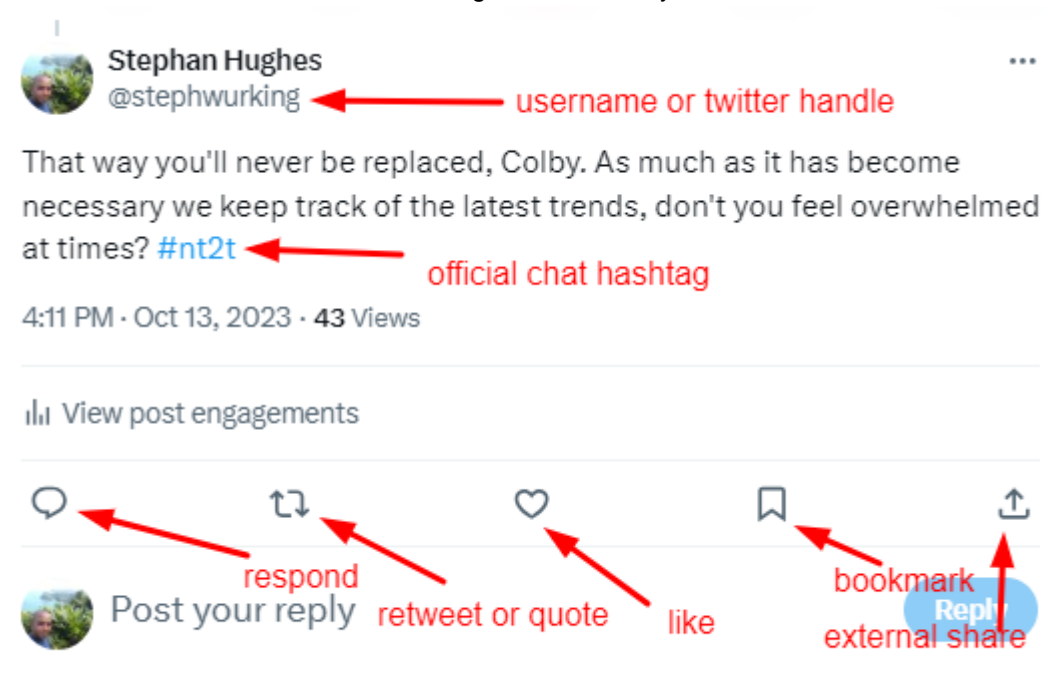 Stephan Hughes
@stephwurking
username or twitter handle
That way you'll never be replaced, Colby. As much as it has become
necessary we keep track of the latest trends, don't you feel overwhelmed
at times? #nt2t
official chat hashtag
4:11 PM · Oct 13, 2023 · 43 Views
View post engagements
respond
retweet or quote
like
bookmark
external share
Post your reply
Reply